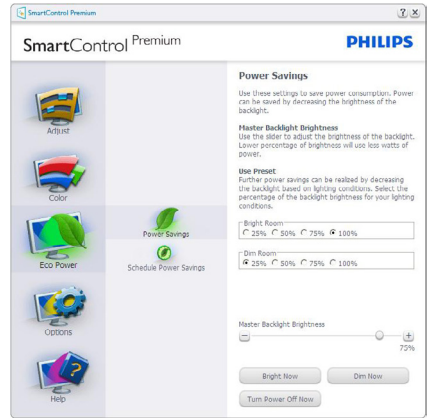 SmartControl Premium
SmartControl Premium
PHILIPS
Adjust
Color
Eco Power
Options
Help
Power Savings
Schedule Power Savings
Power Savings
Use these settings to save power consumption. Power
can be saved by decreasing the brightness of the
backlight.
Master Backlight Brightness
Use the slider to adjust the brightness of the backlight.
Lower percentage of brightness will use less watts of
power.
Use Preset
Further power savings can be realized by decreasing
the backlight based on lighting conditions. Select the
percentage of the backlight brightness for your lighting
conditions.
Bright Room
25% 50% 75% 100%
Dim Room
25% 50% 75% 100%
Master Backlight Brightness
75%
Bright Now Dim Now
Turn Power Off Now